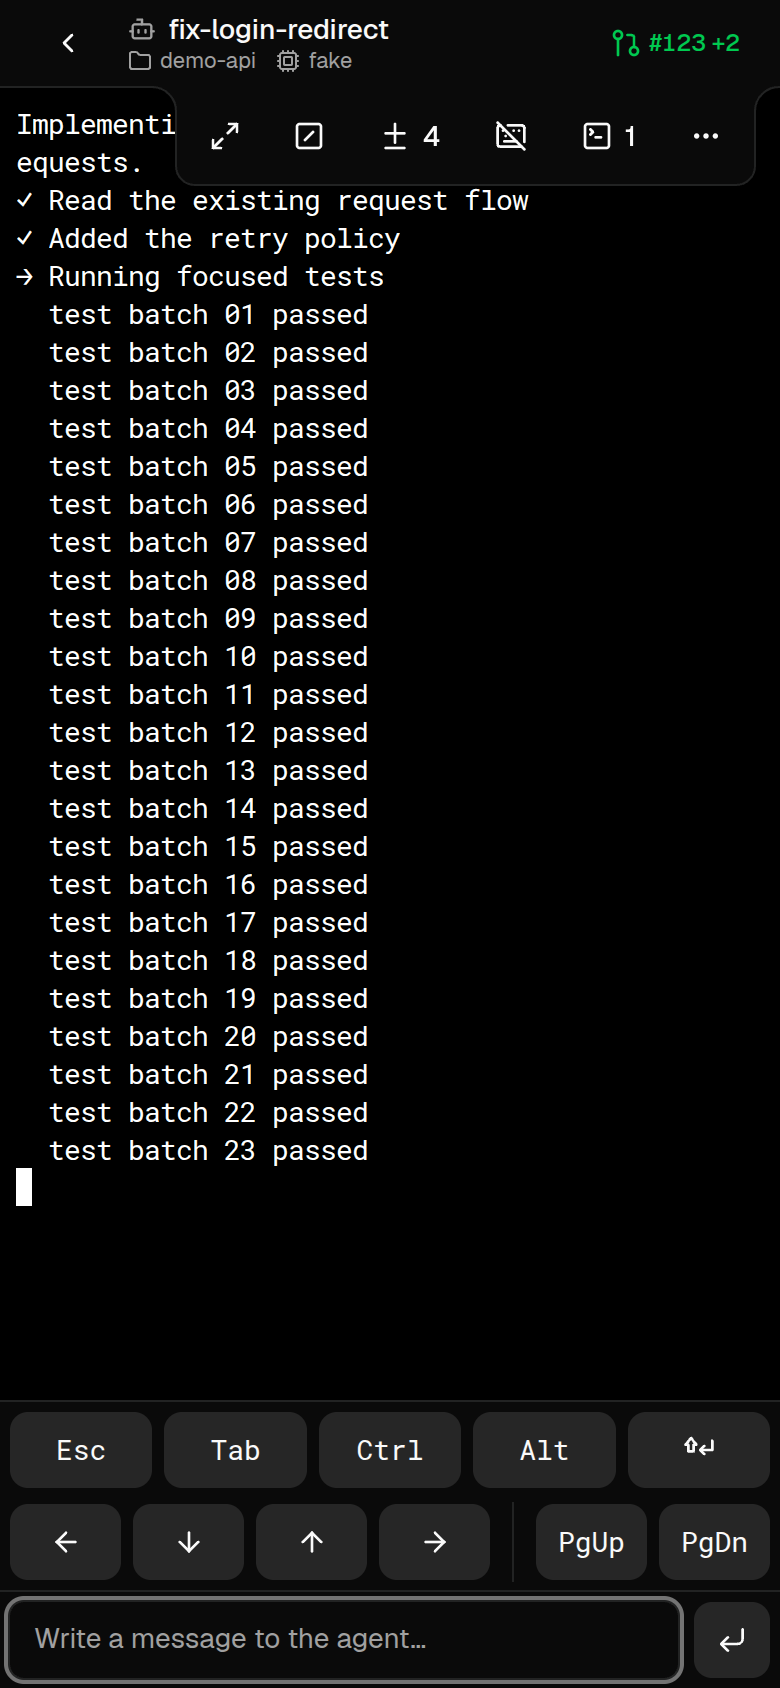 fix-login-redirect
demo-api fake
#123 +2
4
1
Implementi
equests.
✓ Read the existing request flow
✓ Added the retry policy
→ Running focused tests
test batch 01 passed
test batch 02 passed
test batch 03 passed
test batch 04 passed
test batch 05 passed
test batch 06 passed
test batch 07 passed
test batch 08 passed
test batch 09 passed
test batch 10 passed
test batch 11 passed
test batch 12 passed
test batch 13 passed
test batch 14 passed
test batch 15 passed
test batch 16 passed
test batch 17 passed
test batch 18 passed
test batch 19 passed
test batch 20 passed
test batch 21 passed
test batch 22 passed
test batch 23 passed
Esc Tab Ctrl Alt
← ↓ ↑ → PgUp PgDn
Write a message to the agent…